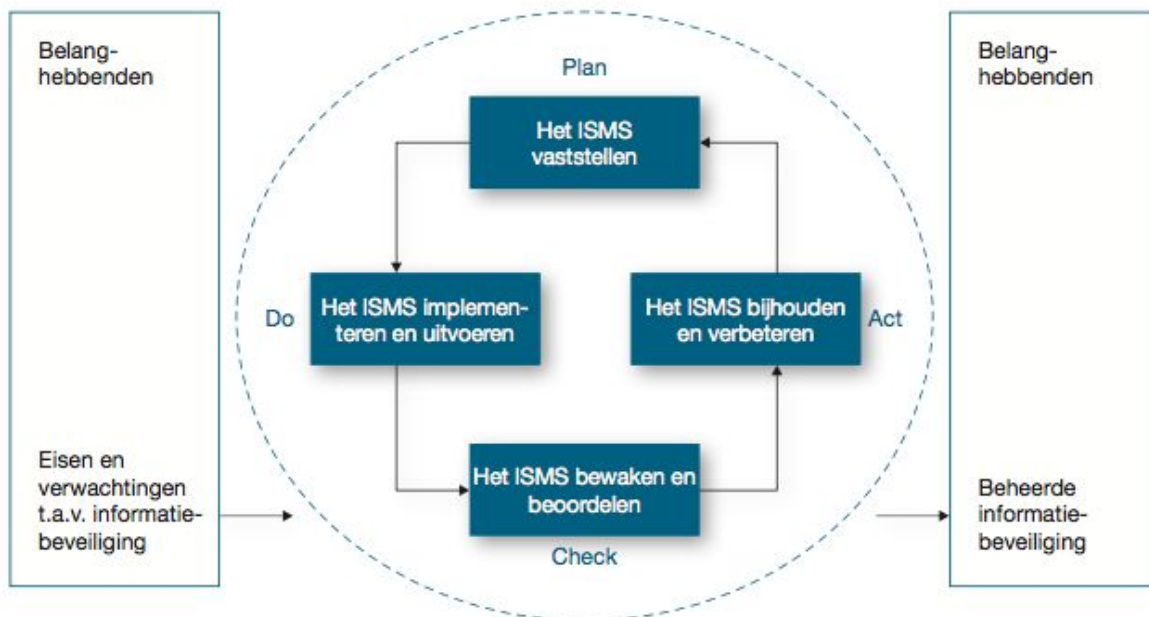 Belang-
hebbenden
Eisen en
verwachtingen
t.a.v. informatie-
beveiliging
Plan
Het ISMS
vaststellen
Do
Het ISMS implemen-
teren en uitvoeren
Het ISMS bijhouden
en verbeteren
Act
Het ISMS bewaken en
beoordelen
Check
Belang-
hebbenden
Beheerde
informatie-
beveiliging